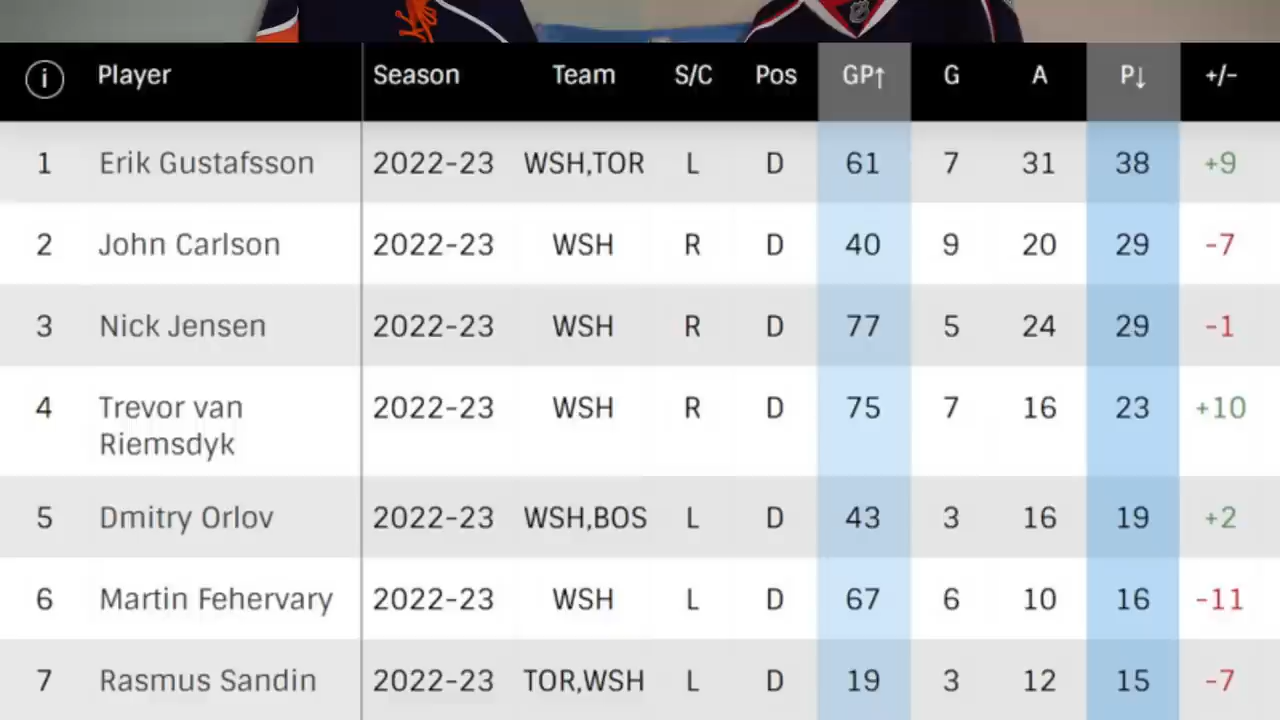 i Player Season Team S/C Pos GP↑ G A P↓ +/-
1 Erik Gustafsson 2022-23 WSH,TOR L D 61 7 31 38 +9
2 John Carlson 2022-23 WSH R D 40 9 20 29 -7
3 Nick Jensen 2022-23 WSH R D 77 5 24 29 -1
4 Trevor van 2022-23 WSH R D 75 7 16 23 +10
Riemsdyk
5 Dmitry Orlov 2022-23 WSH,BOS L D 43 3 16 19 +2
6 Martin Fehervary 2022-23 WSH L D 67 6 10 16 -11
7 Rasmus Sandin 2022-23 TOR,WSH L D 19 3 12 15 -7